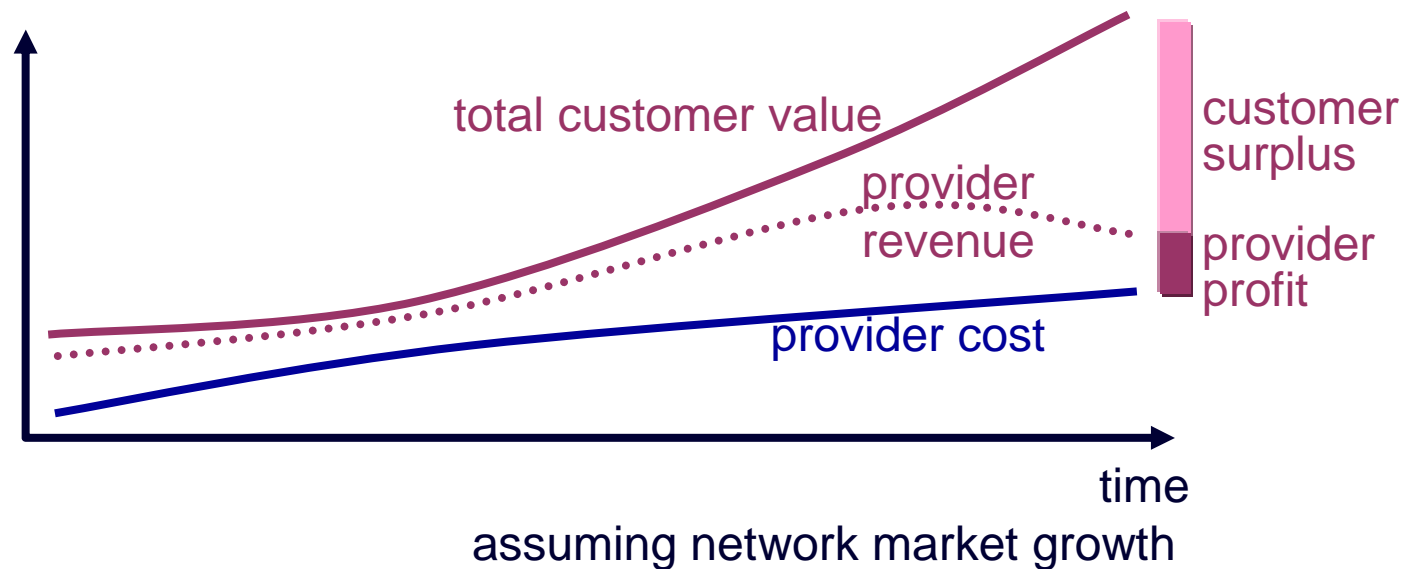 total customer value
customer
surplus
provider
revenue
provider
profit
provider cost
time
assuming network market growth